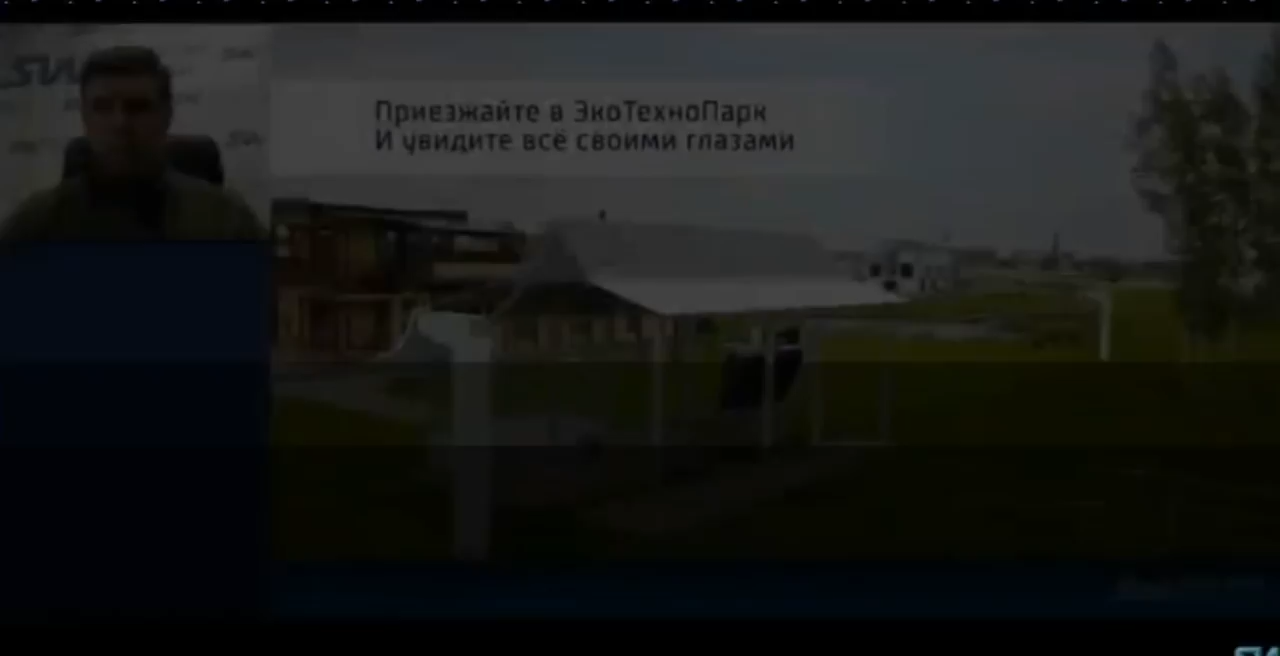 Приезжайте в ЭкоТехноПарк
И увидите всё своими глазами